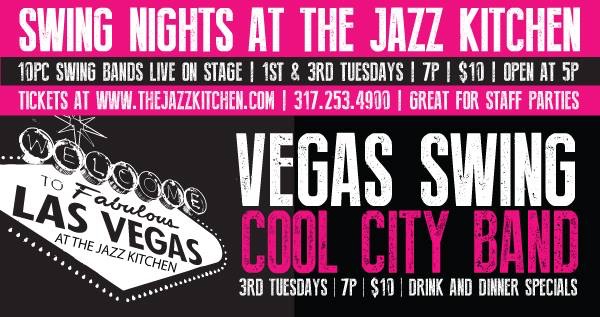 SWING NIGHTS AT THE JAZZ KITCHEN
10PC SWING BANDS LIVE ON STAGE | 1ST & 3RD TUESDAYS | 7P | $10 | OPEN AT 5P
TICKETS AT WWW.THEJAZZKITCHEN.COM | 317.253.4900 | GREAT FOR STAFF PARTIES
WELCOME
TO Fabulous
LAS VEGAS
AT THE JAZZ KITCHEN
VEGAS SWING
COOL CITY BAND
3RD TUESDAYS | 7P | $10 | DRINK AND DINNER SPECIALS